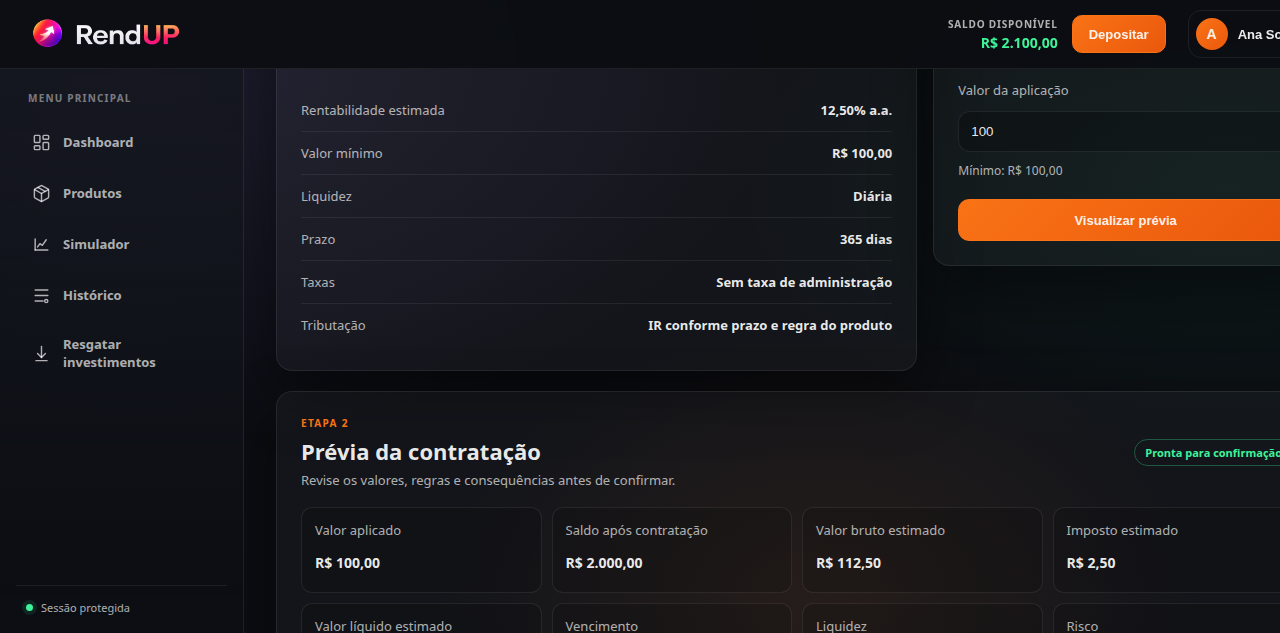 RendUP
SALDO DISPONÍVEL
R$ 2.100,00
Depositar
A
Ana
MENU PRINCIPAL
Dashboard
Produtos
Simulador
Histórico
Resgatar
investimentos
Sessão protegida
Rentabilidade estimada
12,50% a.a.
Valor mínimo
R$ 100,00
Liquidez
Diária
Prazo
365 dias
Taxas
Sem taxa de administração
Tributação
IR conforme prazo e regra do produto
Valor da aplicação
100
Mínimo: R$ 100,00
Visualizar prévia
ETAPA 2
Prévia da contratação
Revise os valores, regras e consequências antes de confirmar.
Pronta para confirmação
Valor aplicado
R$ 100,00
Saldo após contratação
R$ 2.000,00
Valor bruto estimado
R$ 112,50
Imposto estimado
R$ 2,50
Valor líquido estimado
Vencimento
Liquidez
Risco